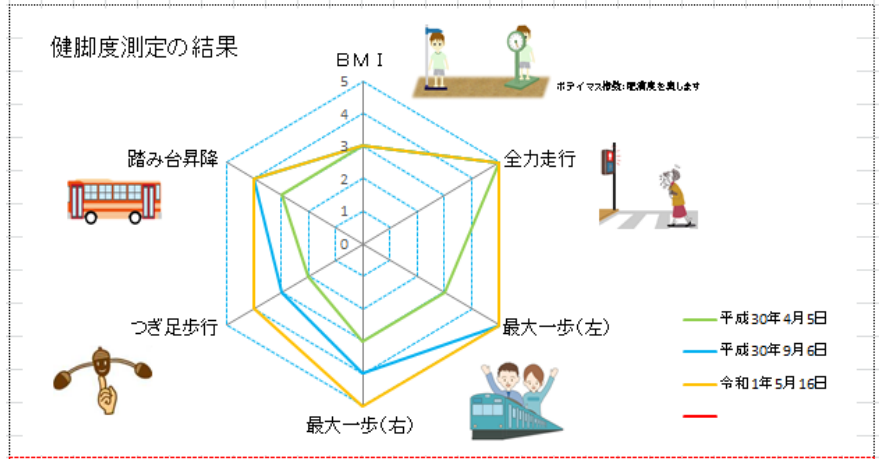 健脚度測定の結果
BMI
ボディマス指数:肥満度を表します
5
4
3
2
1
0
踏み台昇降
全力走行
つぎ足歩行
最大一歩(左)
最大一歩(右)
平成30年4月5日
平成30年9月6日
令和1年5月16日